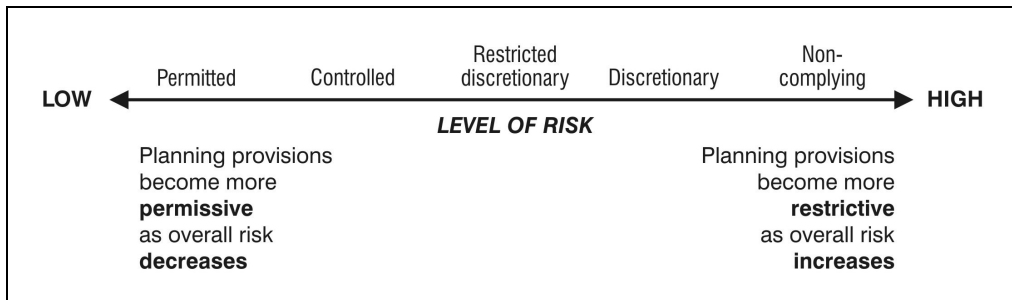 Permitted
Controlled
Restricted
discretionary
Discretionary
Non-
complying
LOW
HIGH
LEVEL OF RISK
Planning provisions
become more
permissive
as overall risk
decreases
Planning provisions
become more
restrictive
as overall risk
increases